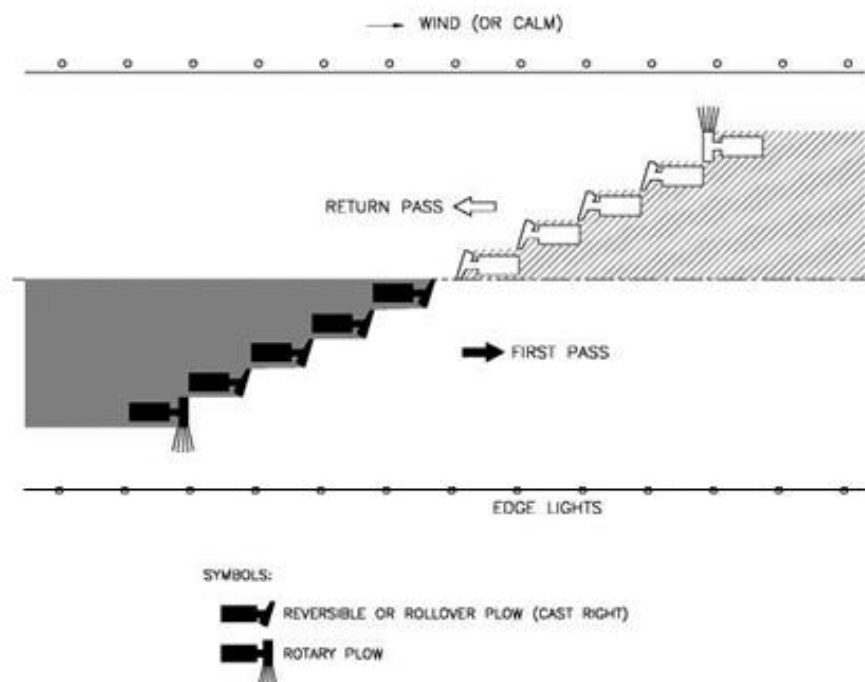 WIND (OR CALM)
RETURN PASS
FIRST PASS
EDGE LIGHTS
SYMBOLS:
REVERSIBLE OR ROLLOVER PLOW (CAST RIGHT)
ROTARY PLOW